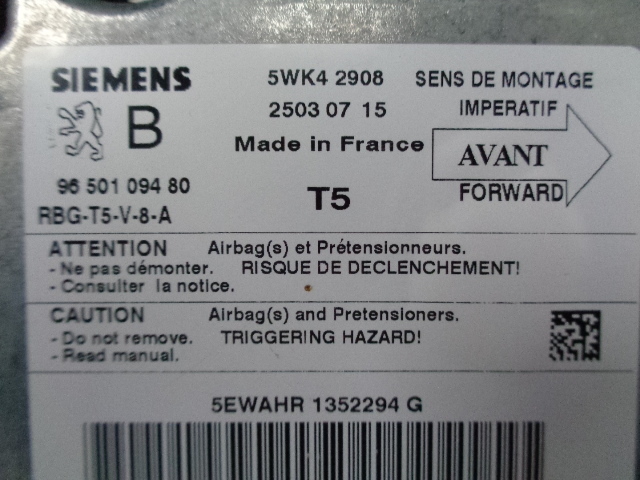 SIEMENS 5WK4 2908 SENS DE MONTAGE
B 2503 07 15 IMPERATIF
Made in France AVANT
96 501 094 80 T5 FORWARD
RBG-T5-V-8-A
ATTENTION Airbag(s) et Prétensionneurs.
- Ne pas démonter. RISQUE DE DECLENCHEMENT!
- Consulter la notice.
CAUTION Airbag(s) and Pretensioners.
- Do not remove. TRIGGERING HAZARD!
- Read manual.
5EWAHR 1352294 G